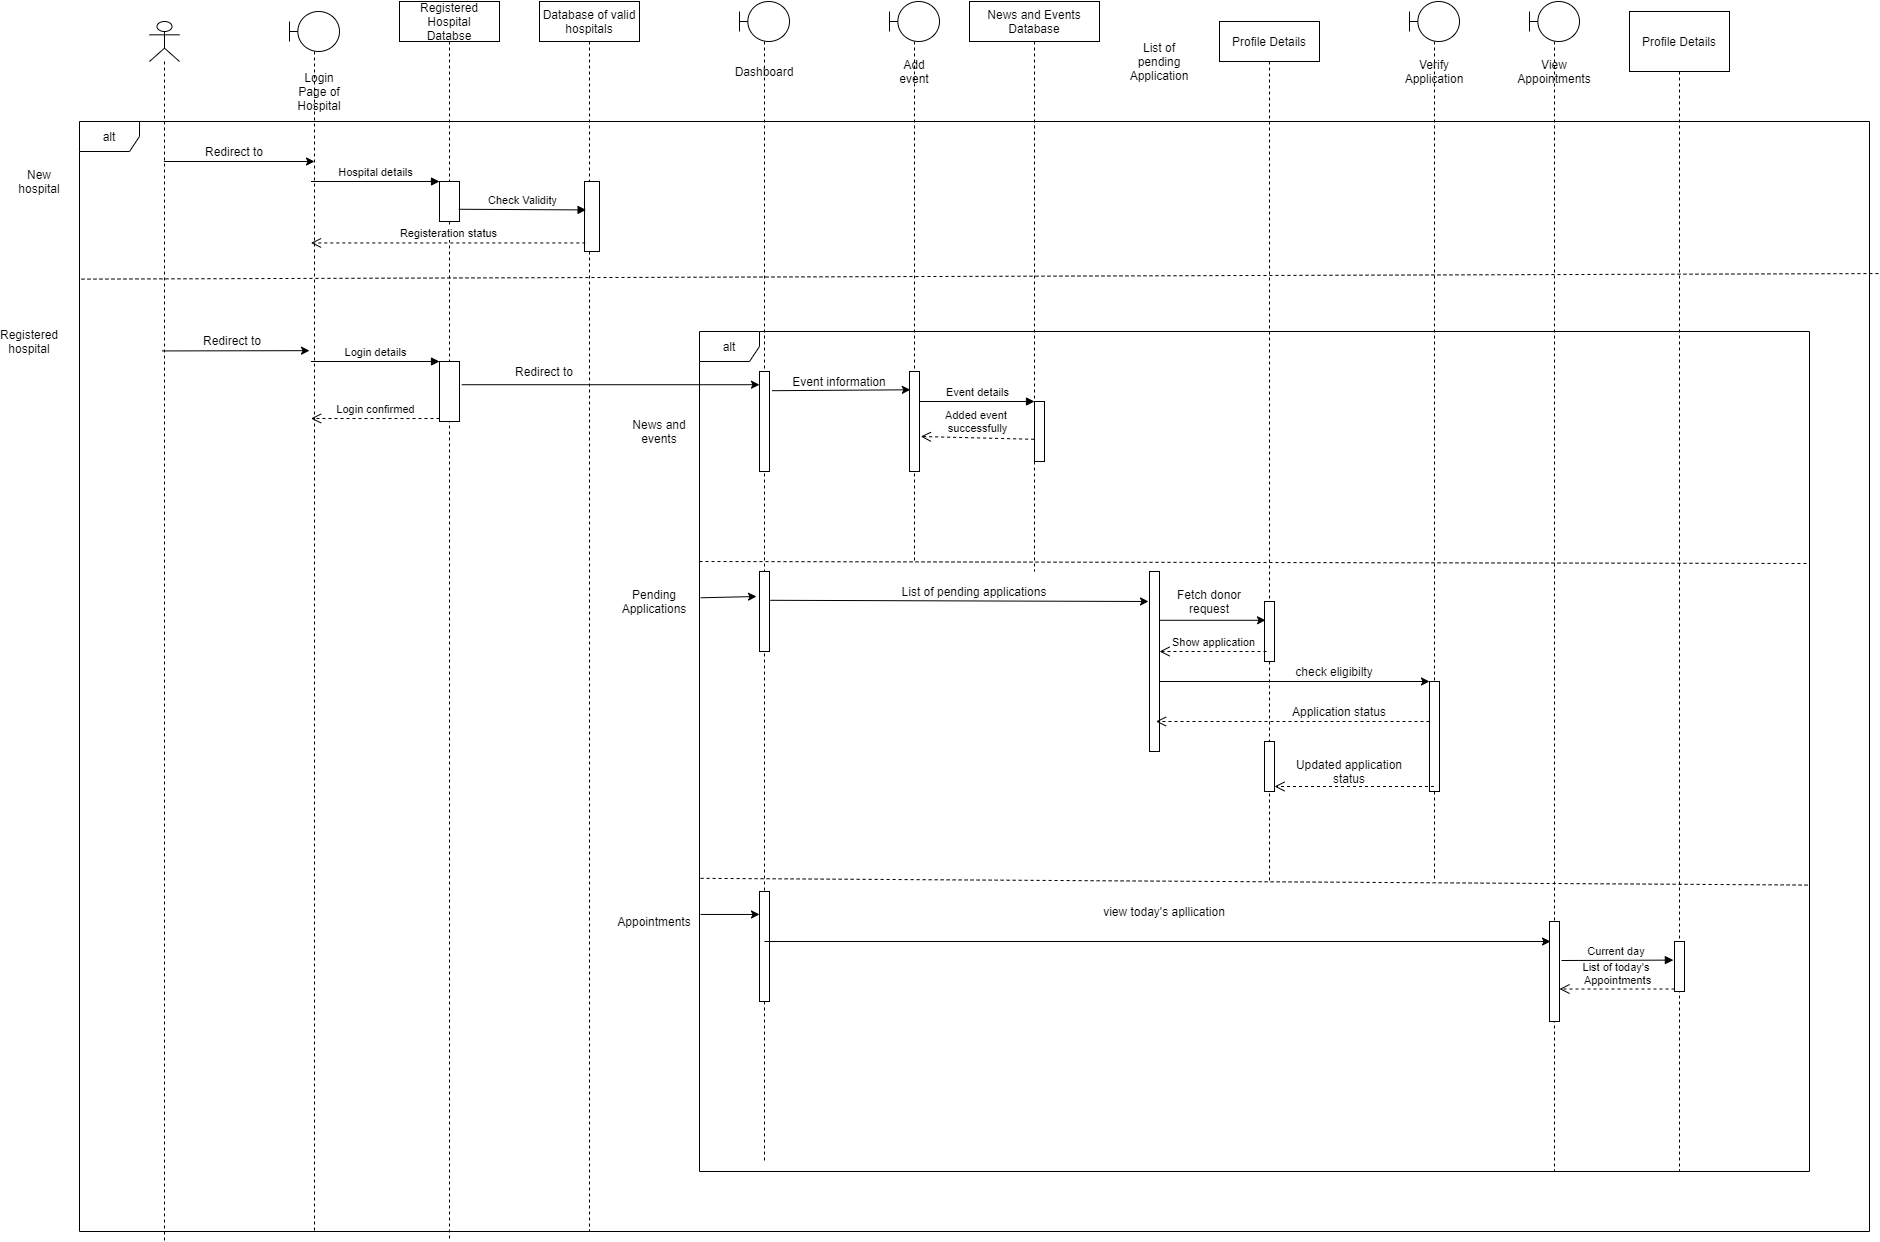 Registered
Hospital
Databse
Database of valid
hospitals
News and Events
Database
Profile Details
Profile Details
List of
pending
Application
Login
Page of
Hospital
Dashboard
Add
event
Verify
Application
View
Appointments
alt
Redirect to
New
hospital
Hospital details
Check Validity
Registeration status
Registered
hospital
Redirect to
Login details
Login confirmed
Redirect to
alt
Event information
Event details
Added event
successfully
News and
events
Pending
Applications
List of pending applications
Fetch donor
request
Show application
check eligibilty
Application status
Updated application
status
Appointments
view today's apllication
Current day
List of today's
Appointments